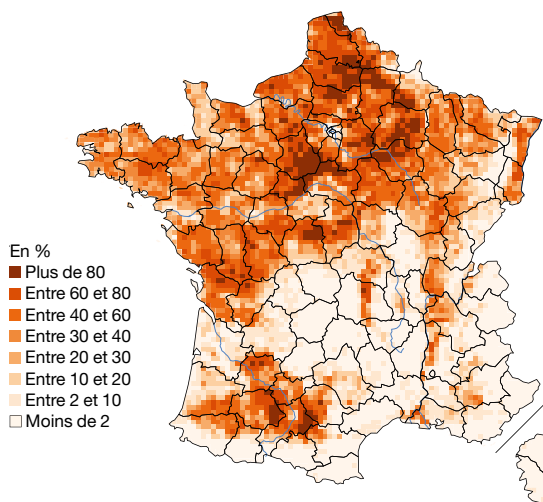 En %
Plus de 80
Entre 60 et 80
Entre 40 et 60
Entre 30 et 40
Entre 20 et 30
Entre 10 et 20
Entre 2 et 10
Moins de 2